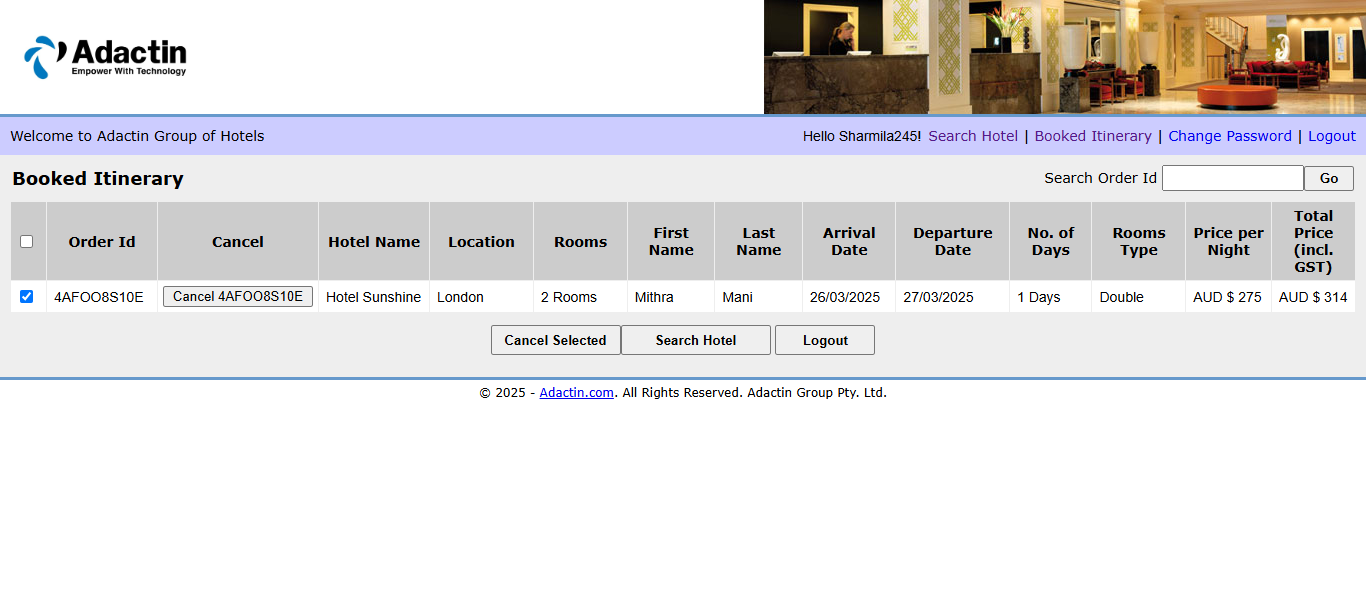 Adactin
Empower With Technology
Welcome to Adactin Group of Hotels
Hello Sharmila245! Search Hotel | Booked Itinerary | Change Password | Logout
Booked Itinerary
Search Order Id Go
Order Id Cancel Hotel Name Location Rooms First Name Last Name Arrival Date Departure Date No. of Days Rooms Type Price per Night Total Price (incl. GST)
4AFOO8S10E Cancel 4AFOO8S10E Hotel Sunshine London 2 Rooms Mithra Mani 26/03/2025 27/03/2025 1 Days Double AUD $ 275 AUD $ 314
Cancel Selected Search Hotel Logout
© 2025 - Adactin.com. All Rights Reserved. Adactin Group Pty. Ltd.